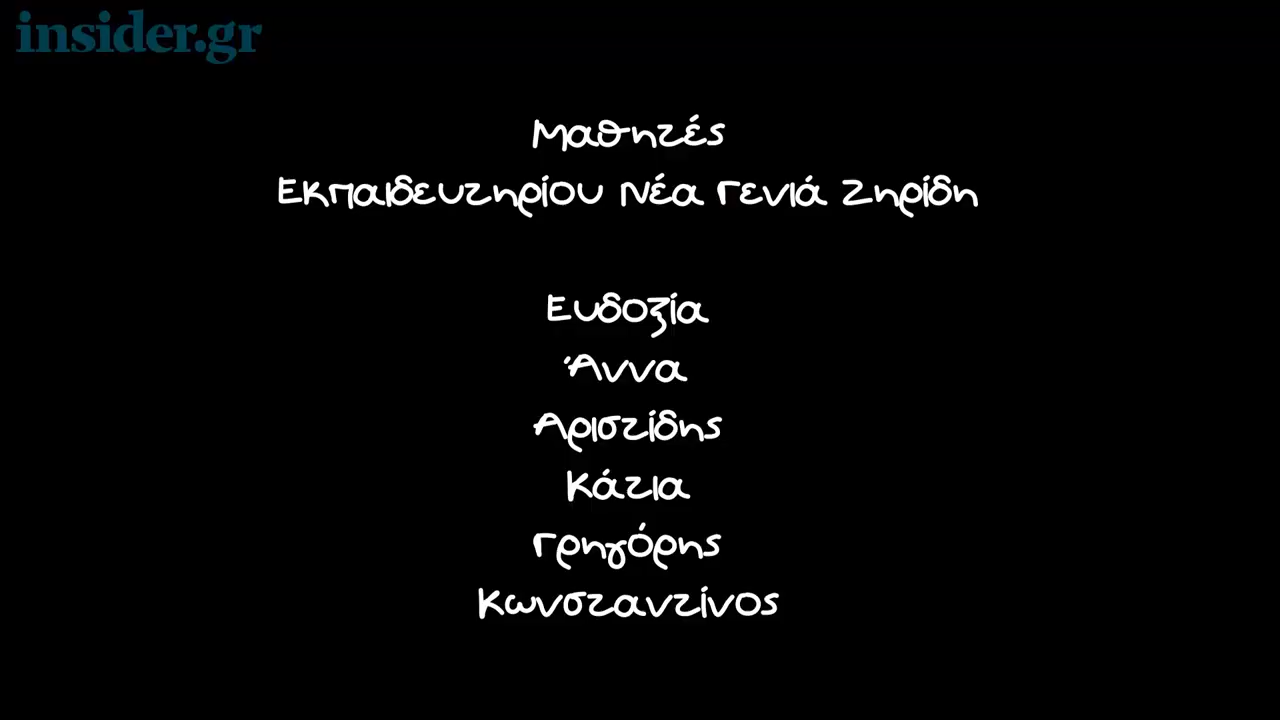 insider.gr
Μαθητές
Εκπαιδευτηρίου Νέα Γενιά Ζηρίδη
Ευδοξία
Άννα
Αριστίδης
Κάτια
Γρηγόρης
Κωνσταντίνος